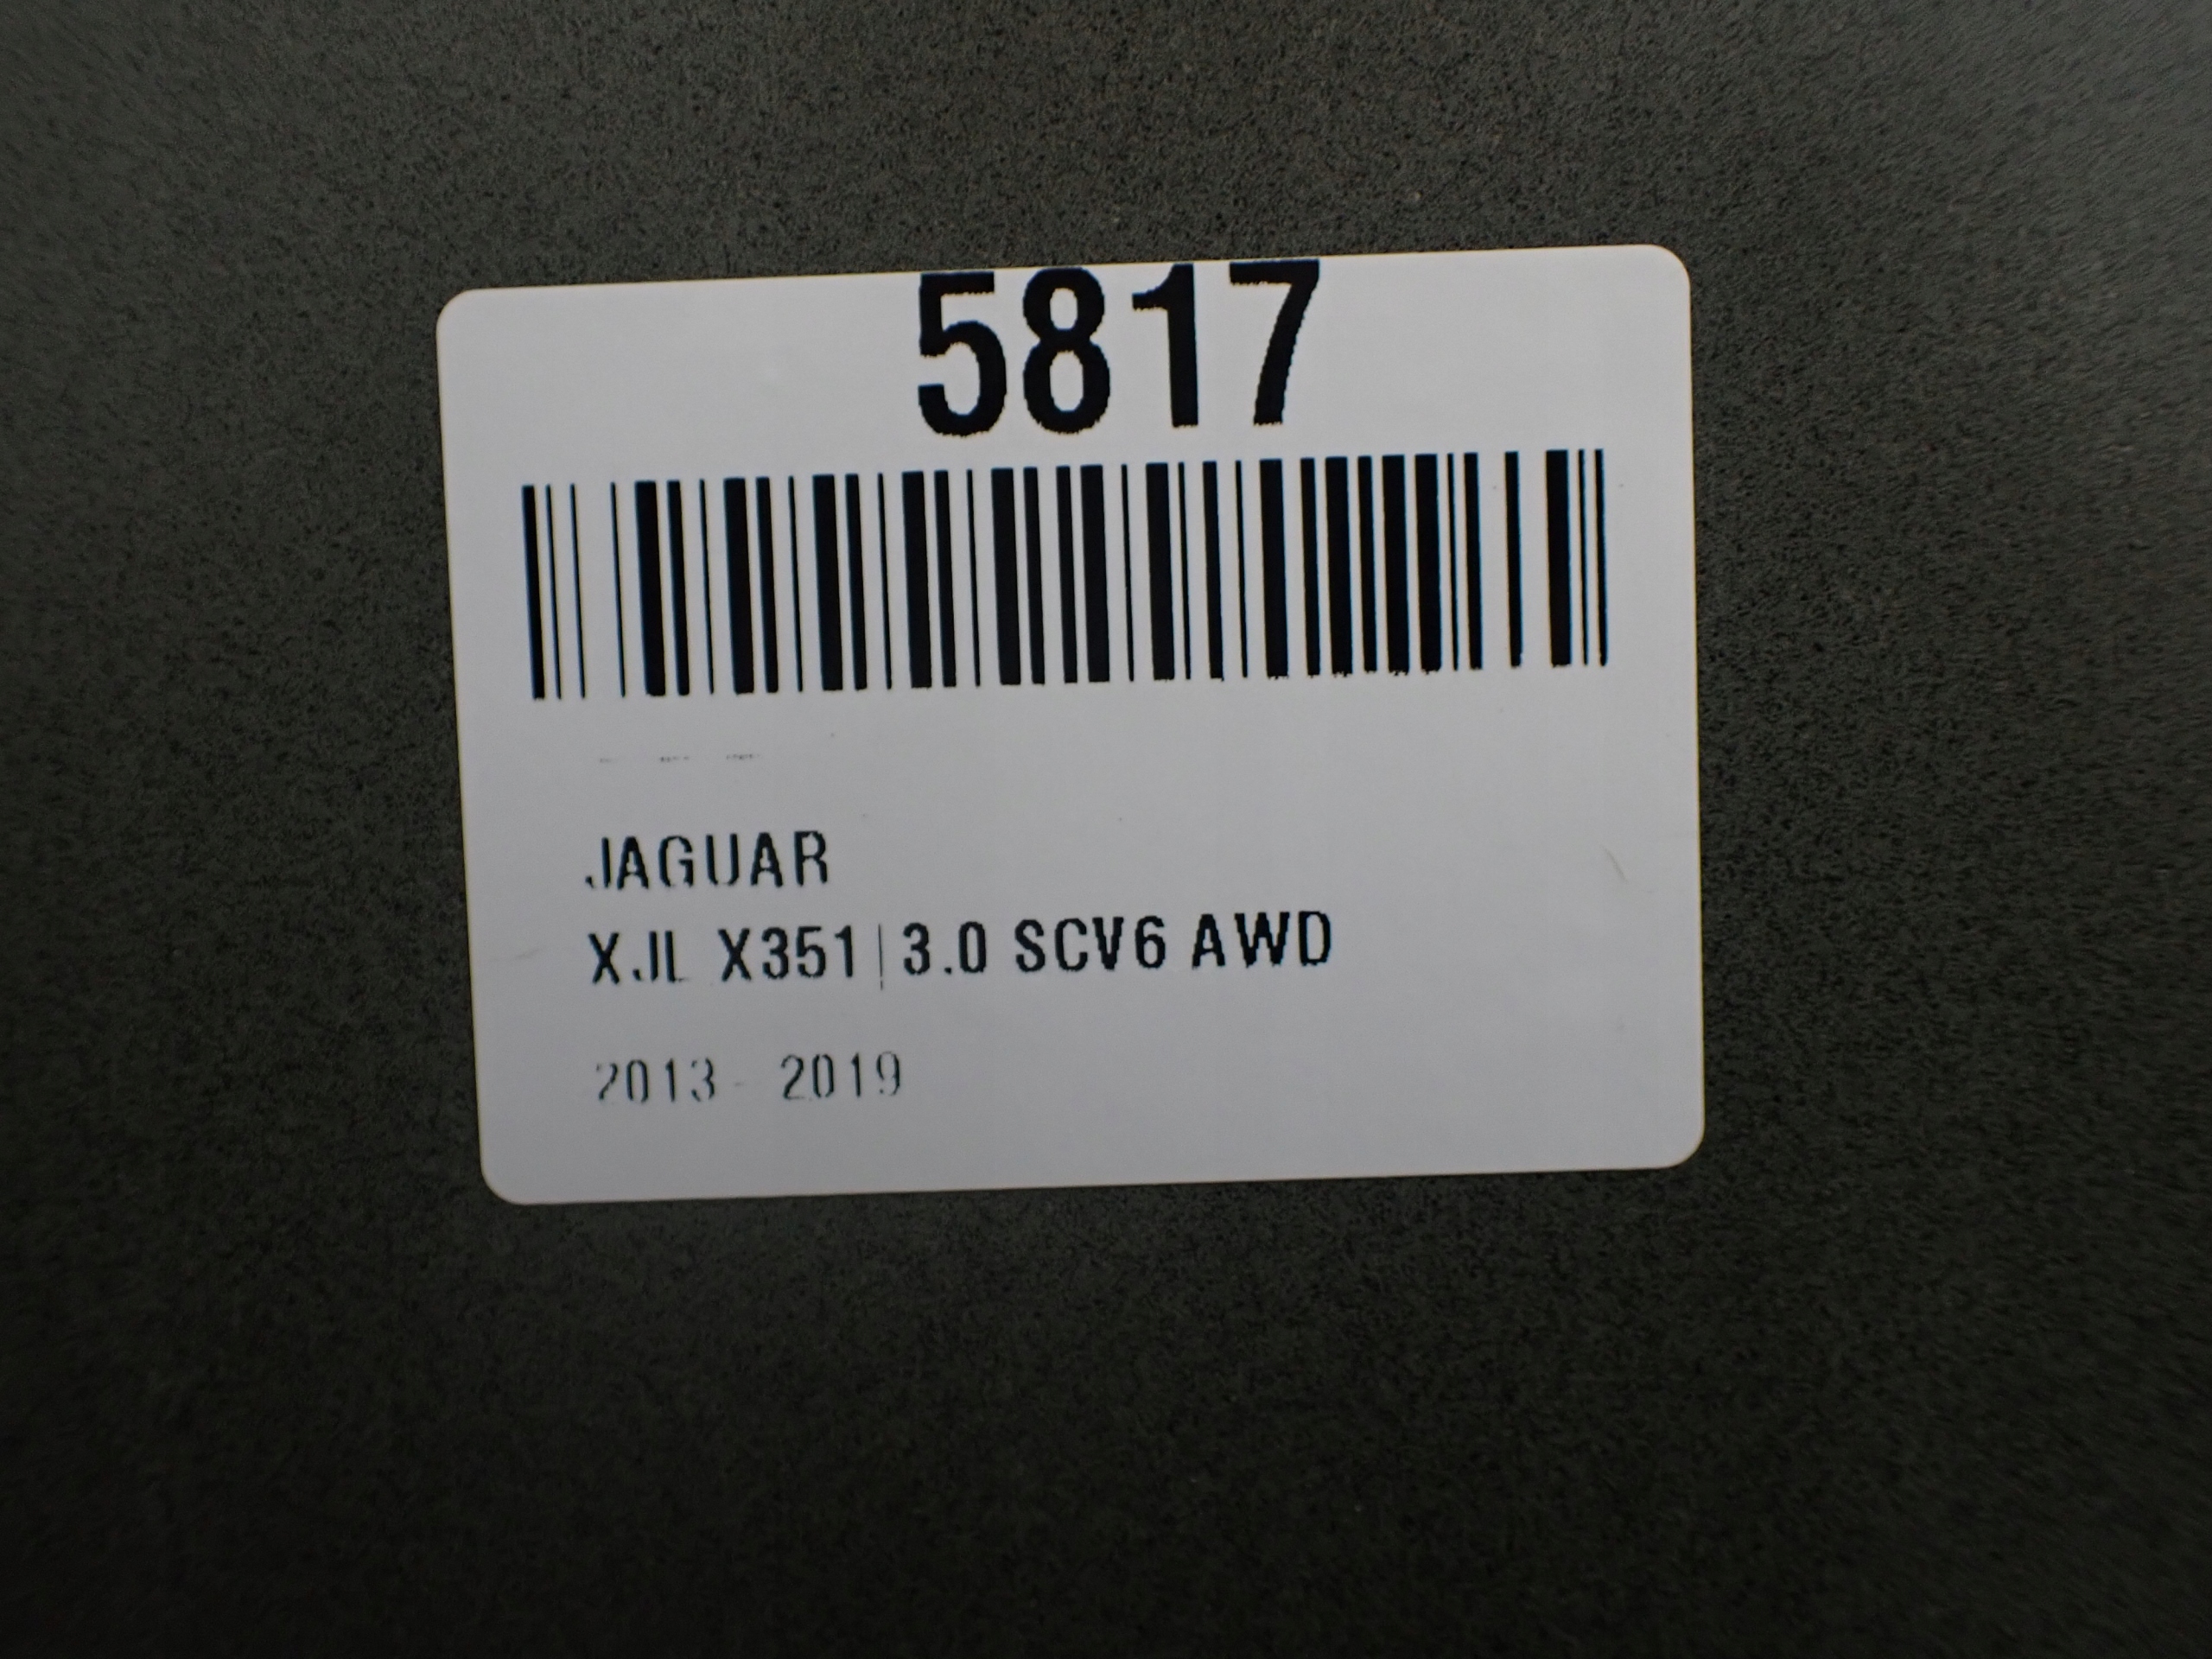 5817
JAGUAR
XJL X351|3.0 SCV6 AWD
2013- 2019